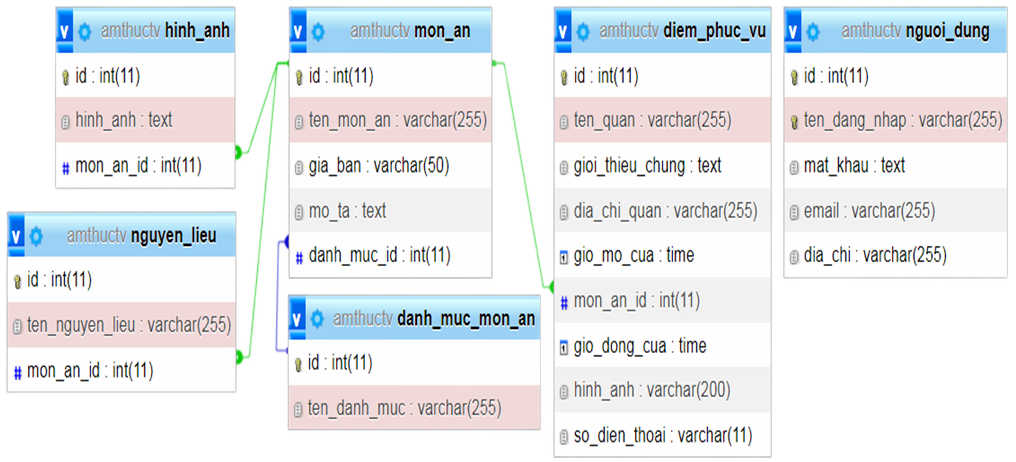 amthuctv hinh_anh
id : int(11)
hinh_anh : text
mon_an_id : int(11)
amthuctv nguyen_lieu
id : int(11)
ten_nguyen_lieu : varchar(255)
mon_an_id : int(11)
amthuctv mon_an
id : int(11)
ten_mon_an : varchar(255)
gia_ban : varchar(50)
mo_ta : text
danh_muc_id : int(11)
amthuctv danh_muc_mon_an
id : int(11)
ten_danh_muc : varchar(255)
amthuctv diem_phuc_vu
id : int(11)
ten_quan : varchar(255)
gioi_thieu_chung : text
dia_chi_quan : varchar(255)
gio_mo_cua : time
mon_an_id : int(11)
gio_dong_cua : time
hinh_anh : varchar(200)
so_dien_thoai : varchar(11)
amthuctv nguoi_dung
id : int(11)
ten_dang_nhap : varchar(255)
mat_khau : text
email : varchar(255)
dia_chi : varchar(255)